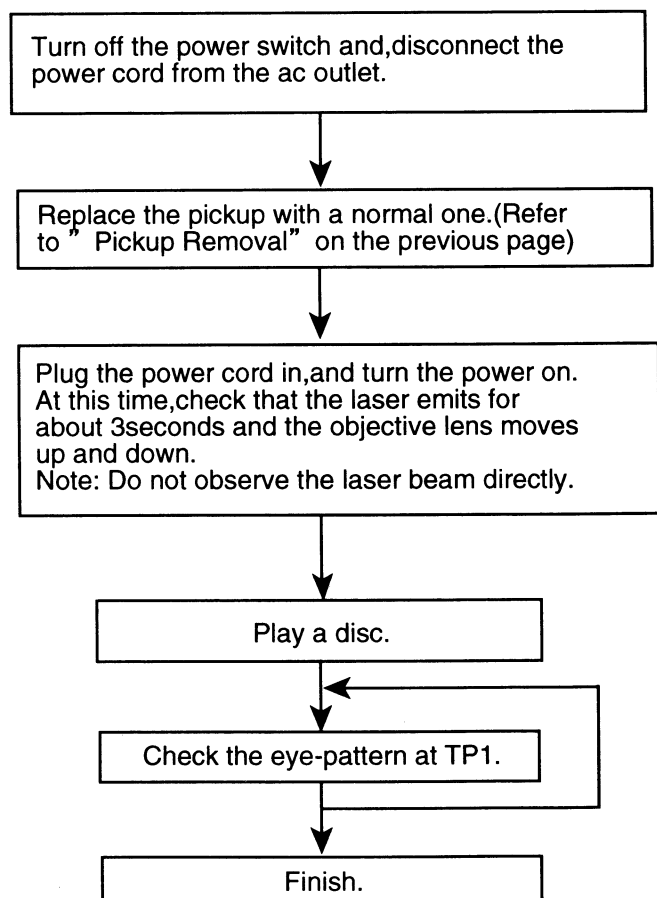 Turn off the power switch and,disconnect the
power cord from the ac outlet.
Replace the pickup with a normal one.(Refer
to ” Pickup Removal” on the previous page)
Plug the power cord in,and turn the power on.
At this time,check that the laser emits for
about 3seconds and the objective lens moves
up and down.
Note: Do not observe the laser beam directly.
Play a disc.
Check the eye-pattern at TP1.
Finish.